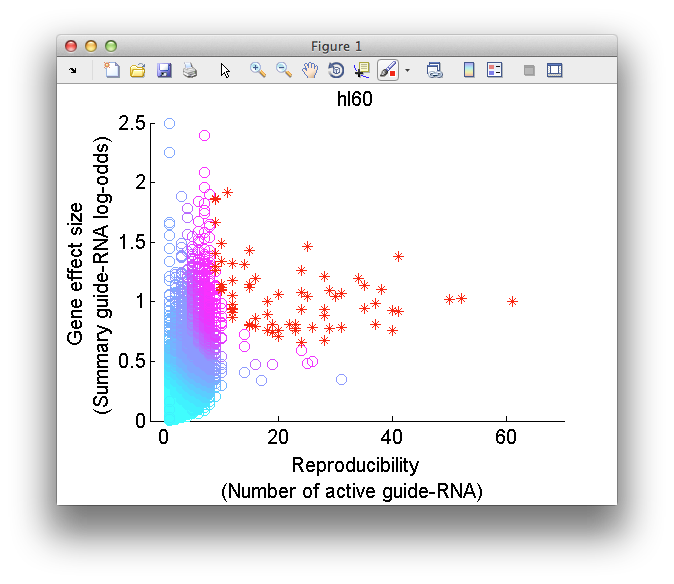 Figure 1
hl60
Gene effect size
(Summary guide-RNA log-odds)
2.5
2
1.5
1
0.5
0
0
20
40
60
Reproducibility
(Number of active guide-RNA)